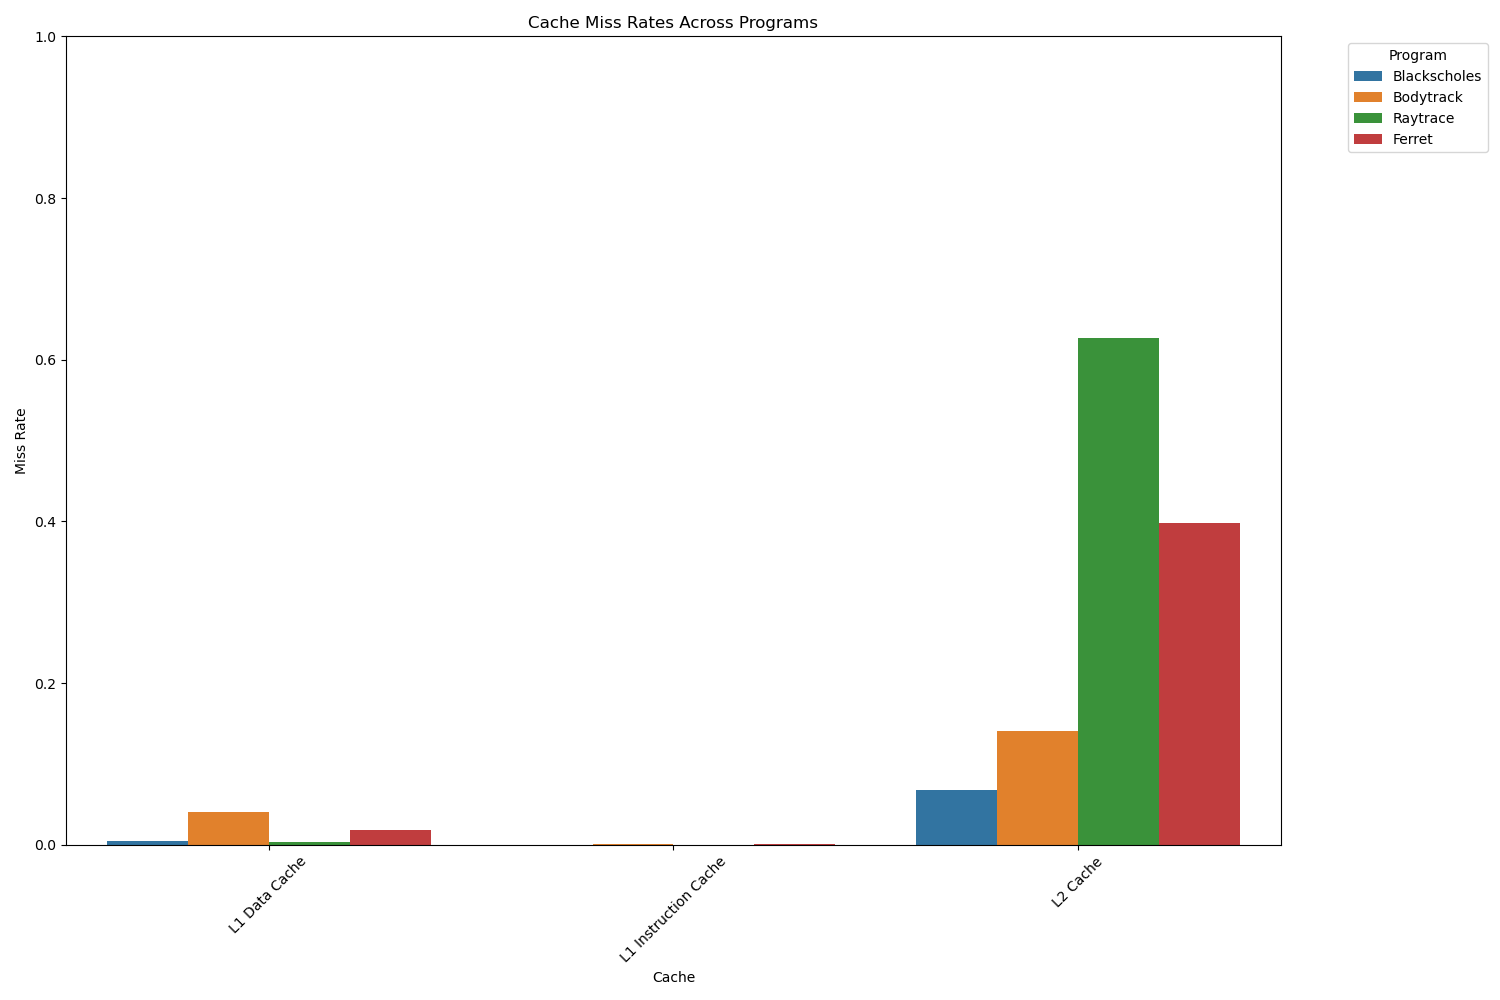 Cache Miss Rates Across Programs
Program
Blackscholes
Bodytrack
Raytrace
Ferret
Miss Rate
1.0
0.8
0.6
0.4
0.2
0.0
L1 Data Cache
L1 Instruction Cache
L2 Cache
Cache